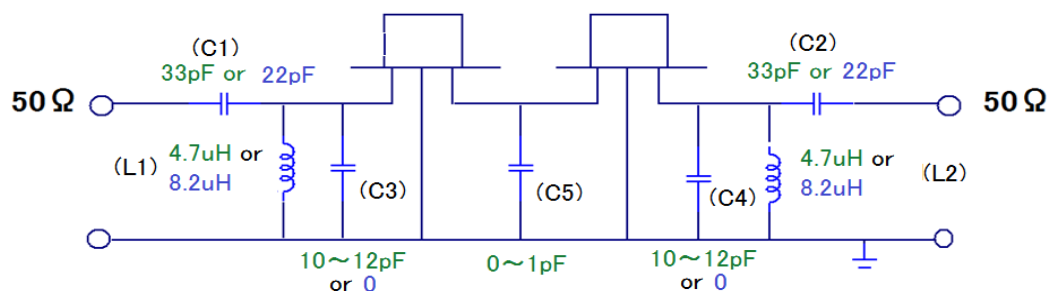 (C1)
33pF or 22pF
(C2)
33pF or 22pF
50Ω
50Ω
(L1)
4.7uH or
8.2uH
(C3)
(C5)
(C4)
4.7uH or
8.2uH
(L2)
10～12pF
or 0
0～1pF
10～12pF
or 0